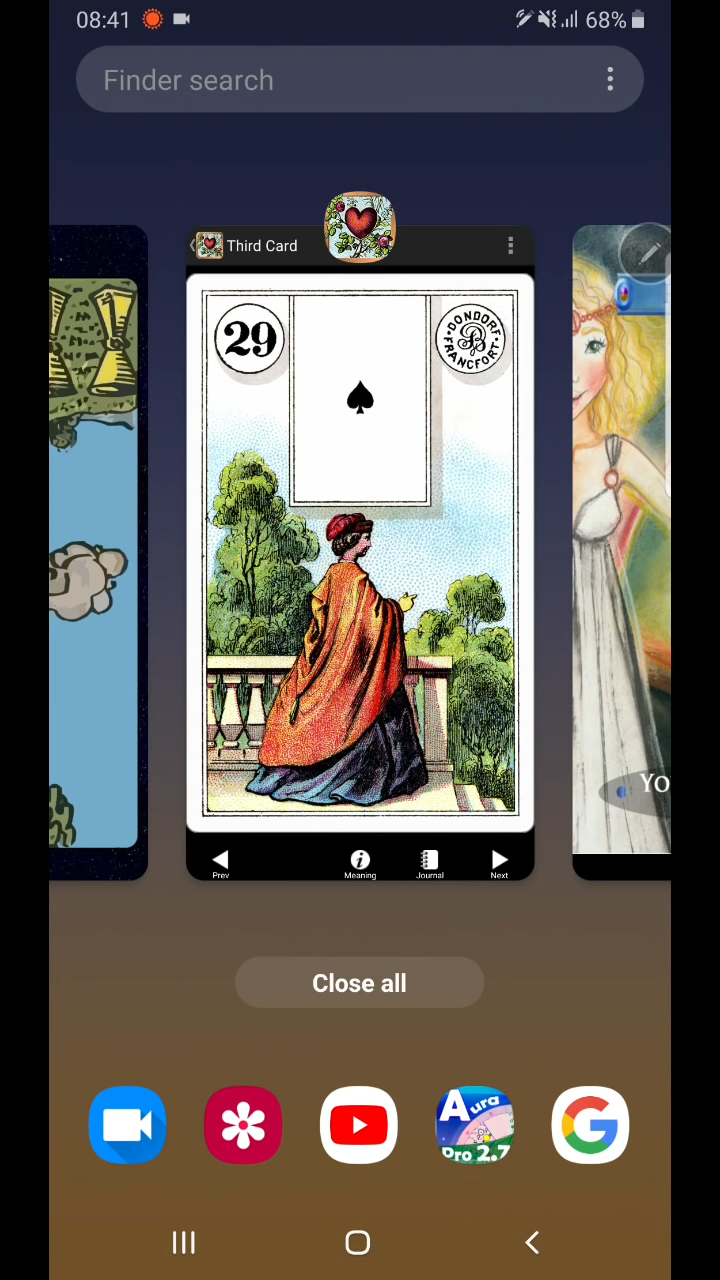 08:41
68%
Finder search
Third Card
29
DONDORF
FRANCFORT
B
Prev
Meaning
Journal
Next
Yo
Close all
Aura
Pro 2.7
G